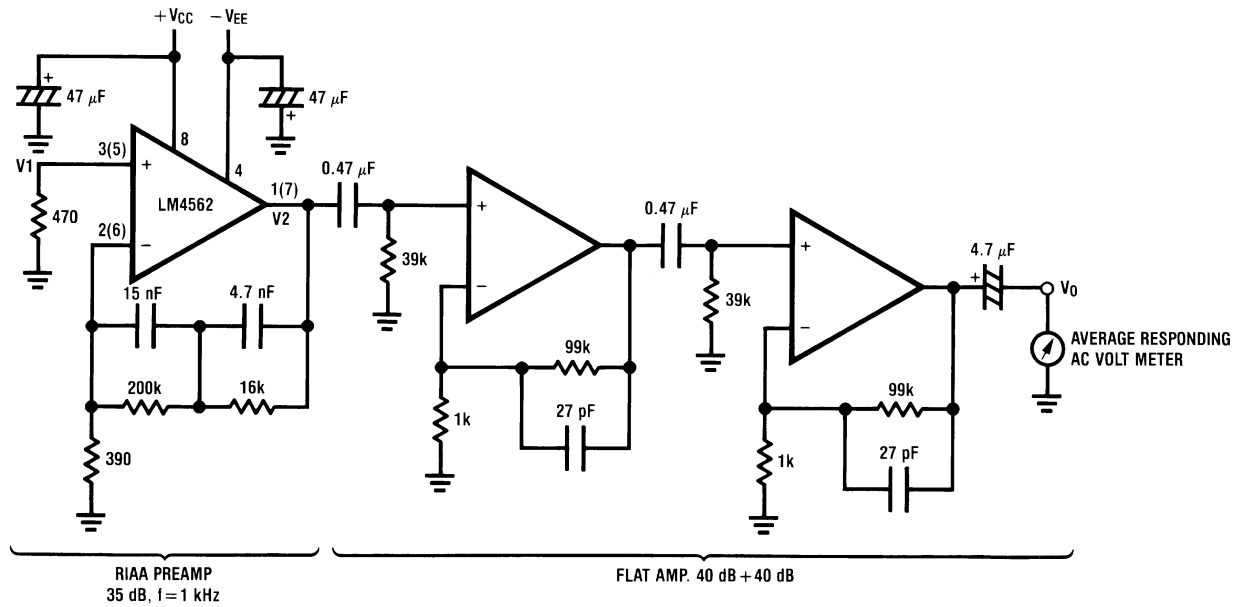 +VCC
−VEE
+
47 µF
47 µF
+
8
3(5)
V1
+
4
0.47 µF
1(7)
LM4562
V2
470
2(6)
−
+
0.47 µF
39k
+
4.7 µF
+
VO
15 nF
4.7 nF
−
39k
−
AVERAGE RESPONDING
AC VOLT METER
99k
200k
16k
99k
1k
27 pF
390
1k
27 pF
RIAA PREAMP
35 dB, f=1 kHz
FLAT AMP. 40 dB+40 dB